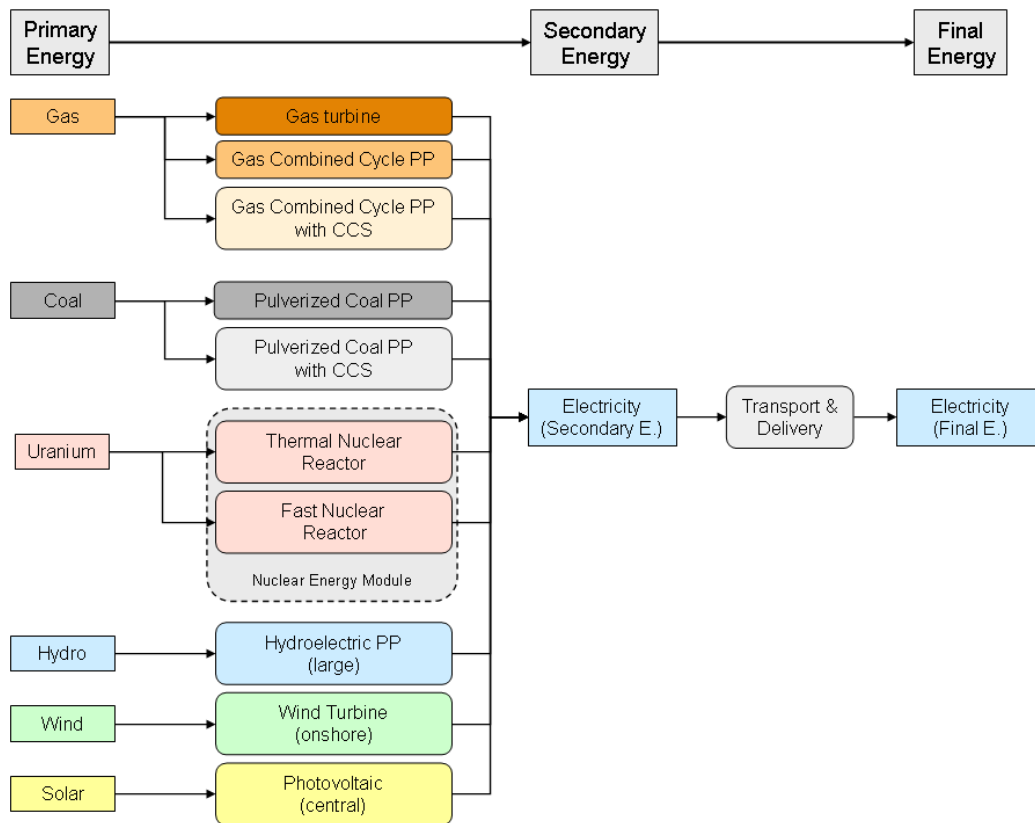 Primary
Energy
Secondary
Energy
Final
Energy
Gas
Gas turbine
Gas Combined Cycle PP
Gas Combined Cycle PP
with CCS
Coal
Pulverized Coal PP
Pulverized Coal PP
with CCS
Electricity
(Secondary E.)
Transport &
Delivery
Electricity
(Final E.)
Uranium
Thermal Nuclear
Reactor
Fast Nuclear
Reactor
Nuclear Energy Module
Hydro
Hydroelectric PP
(large)
Wind
Wind Turbine
(onshore)
Solar
Photovoltaic
(central)